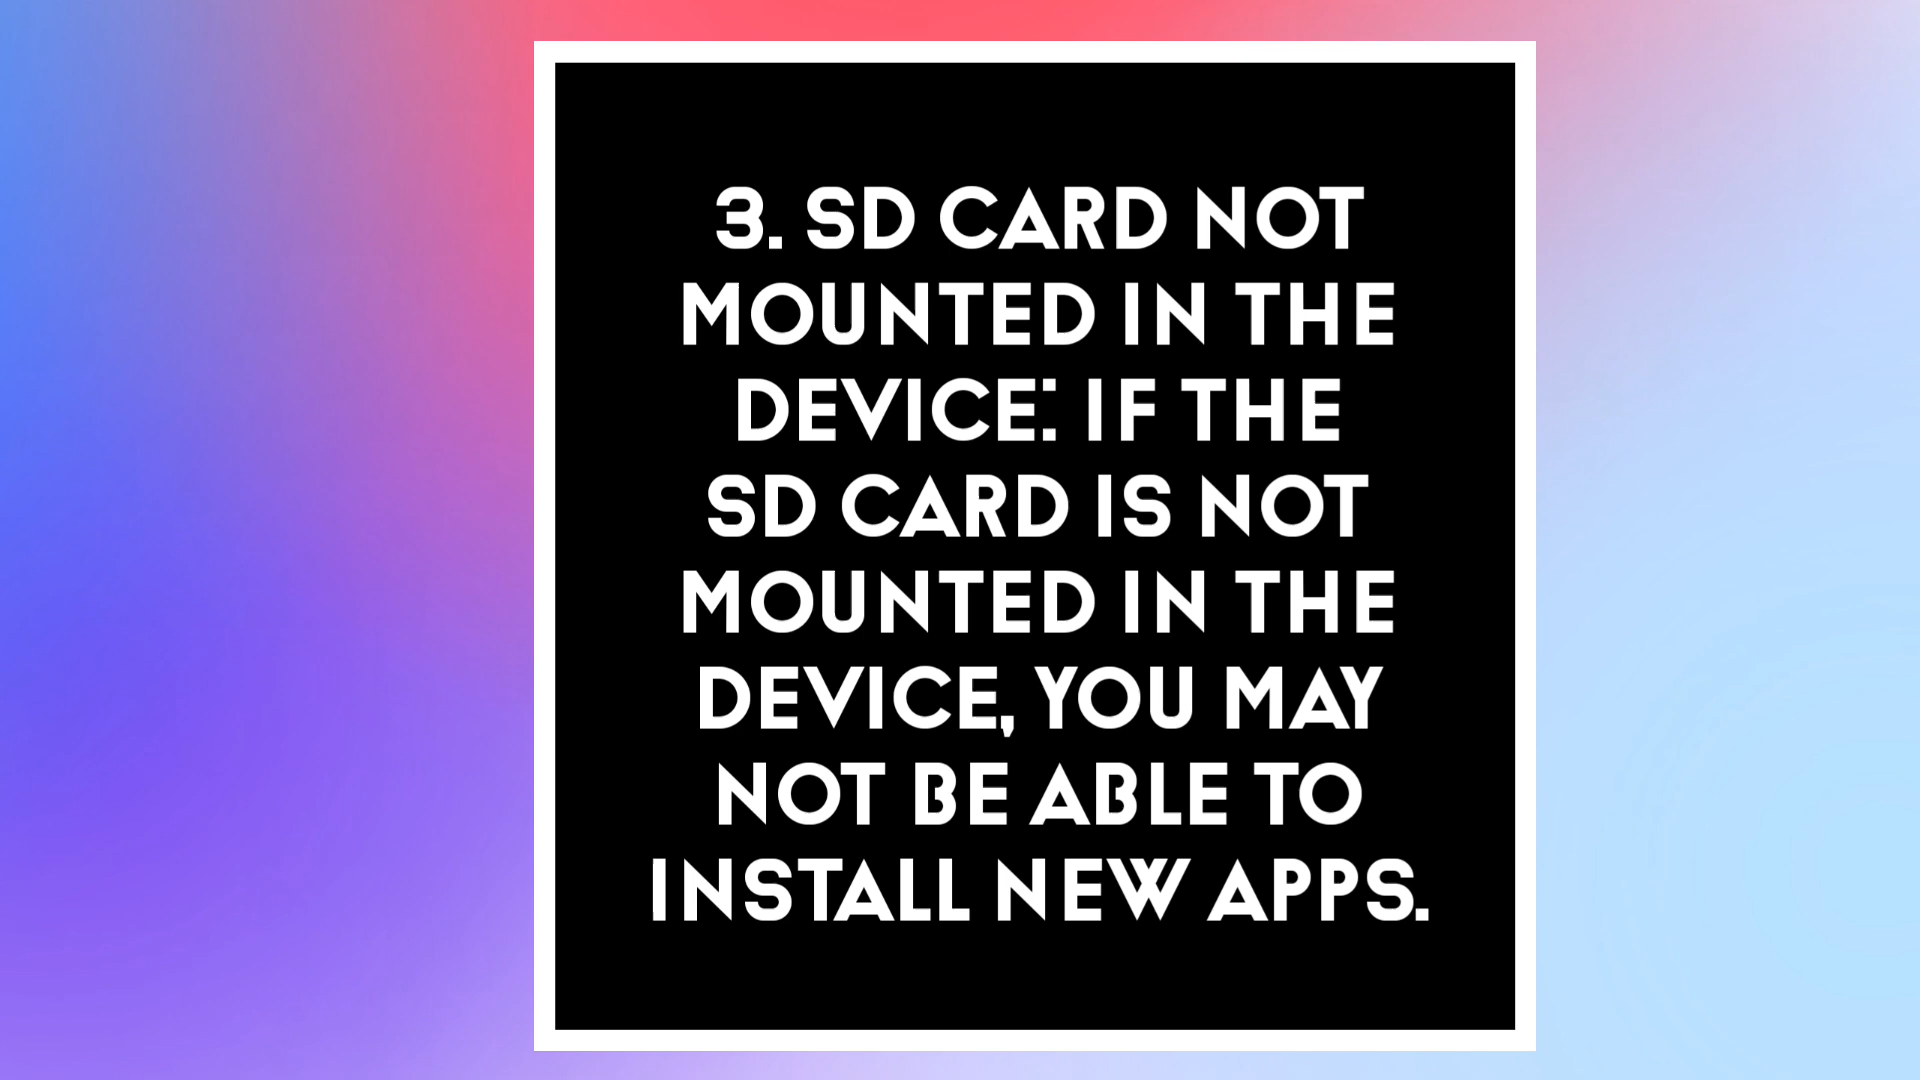 3. SD CARD NOT
MOUNTED IN THE
DEVICE: IF THE
SD CARD IS NOT
MOUNTED IN THE
DEVICE, YOU MAY
NOT BE ABLE TO
INSTALL NEW APPS.